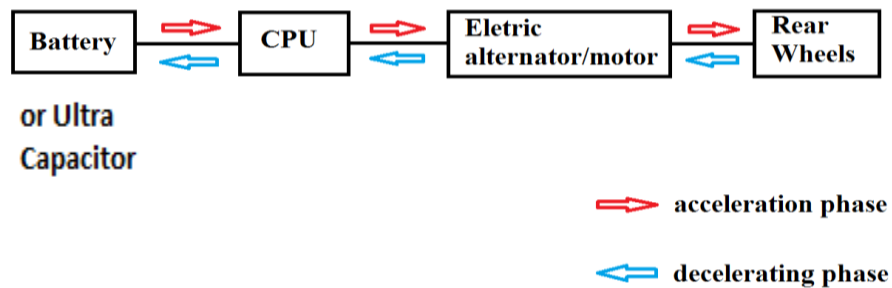 Battery
CPU
Eletric
alternator/motor
Rear
Wheels
or Ultra
Capacitor
acceleration phase
decelerating phase